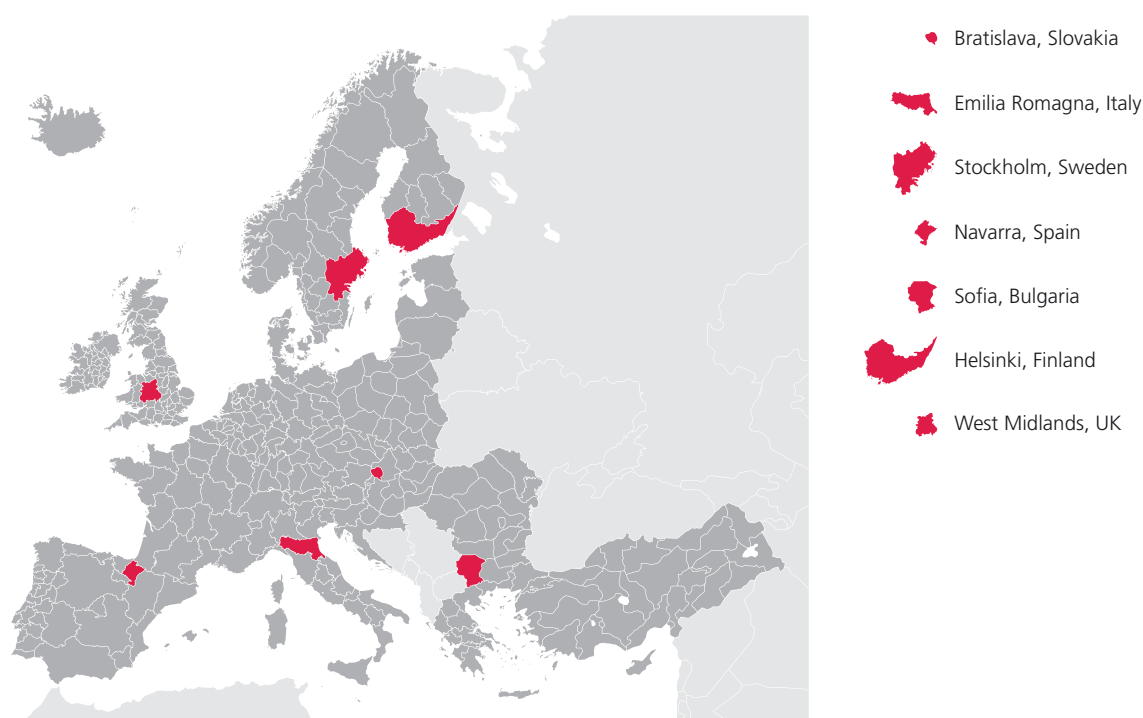 Bratislava, Slovakia
Emilia Romagna, Italy
Stockholm, Sweden
Navarra, Spain
Sofia, Bulgaria
Helsinki, Finland
West Midlands, UK